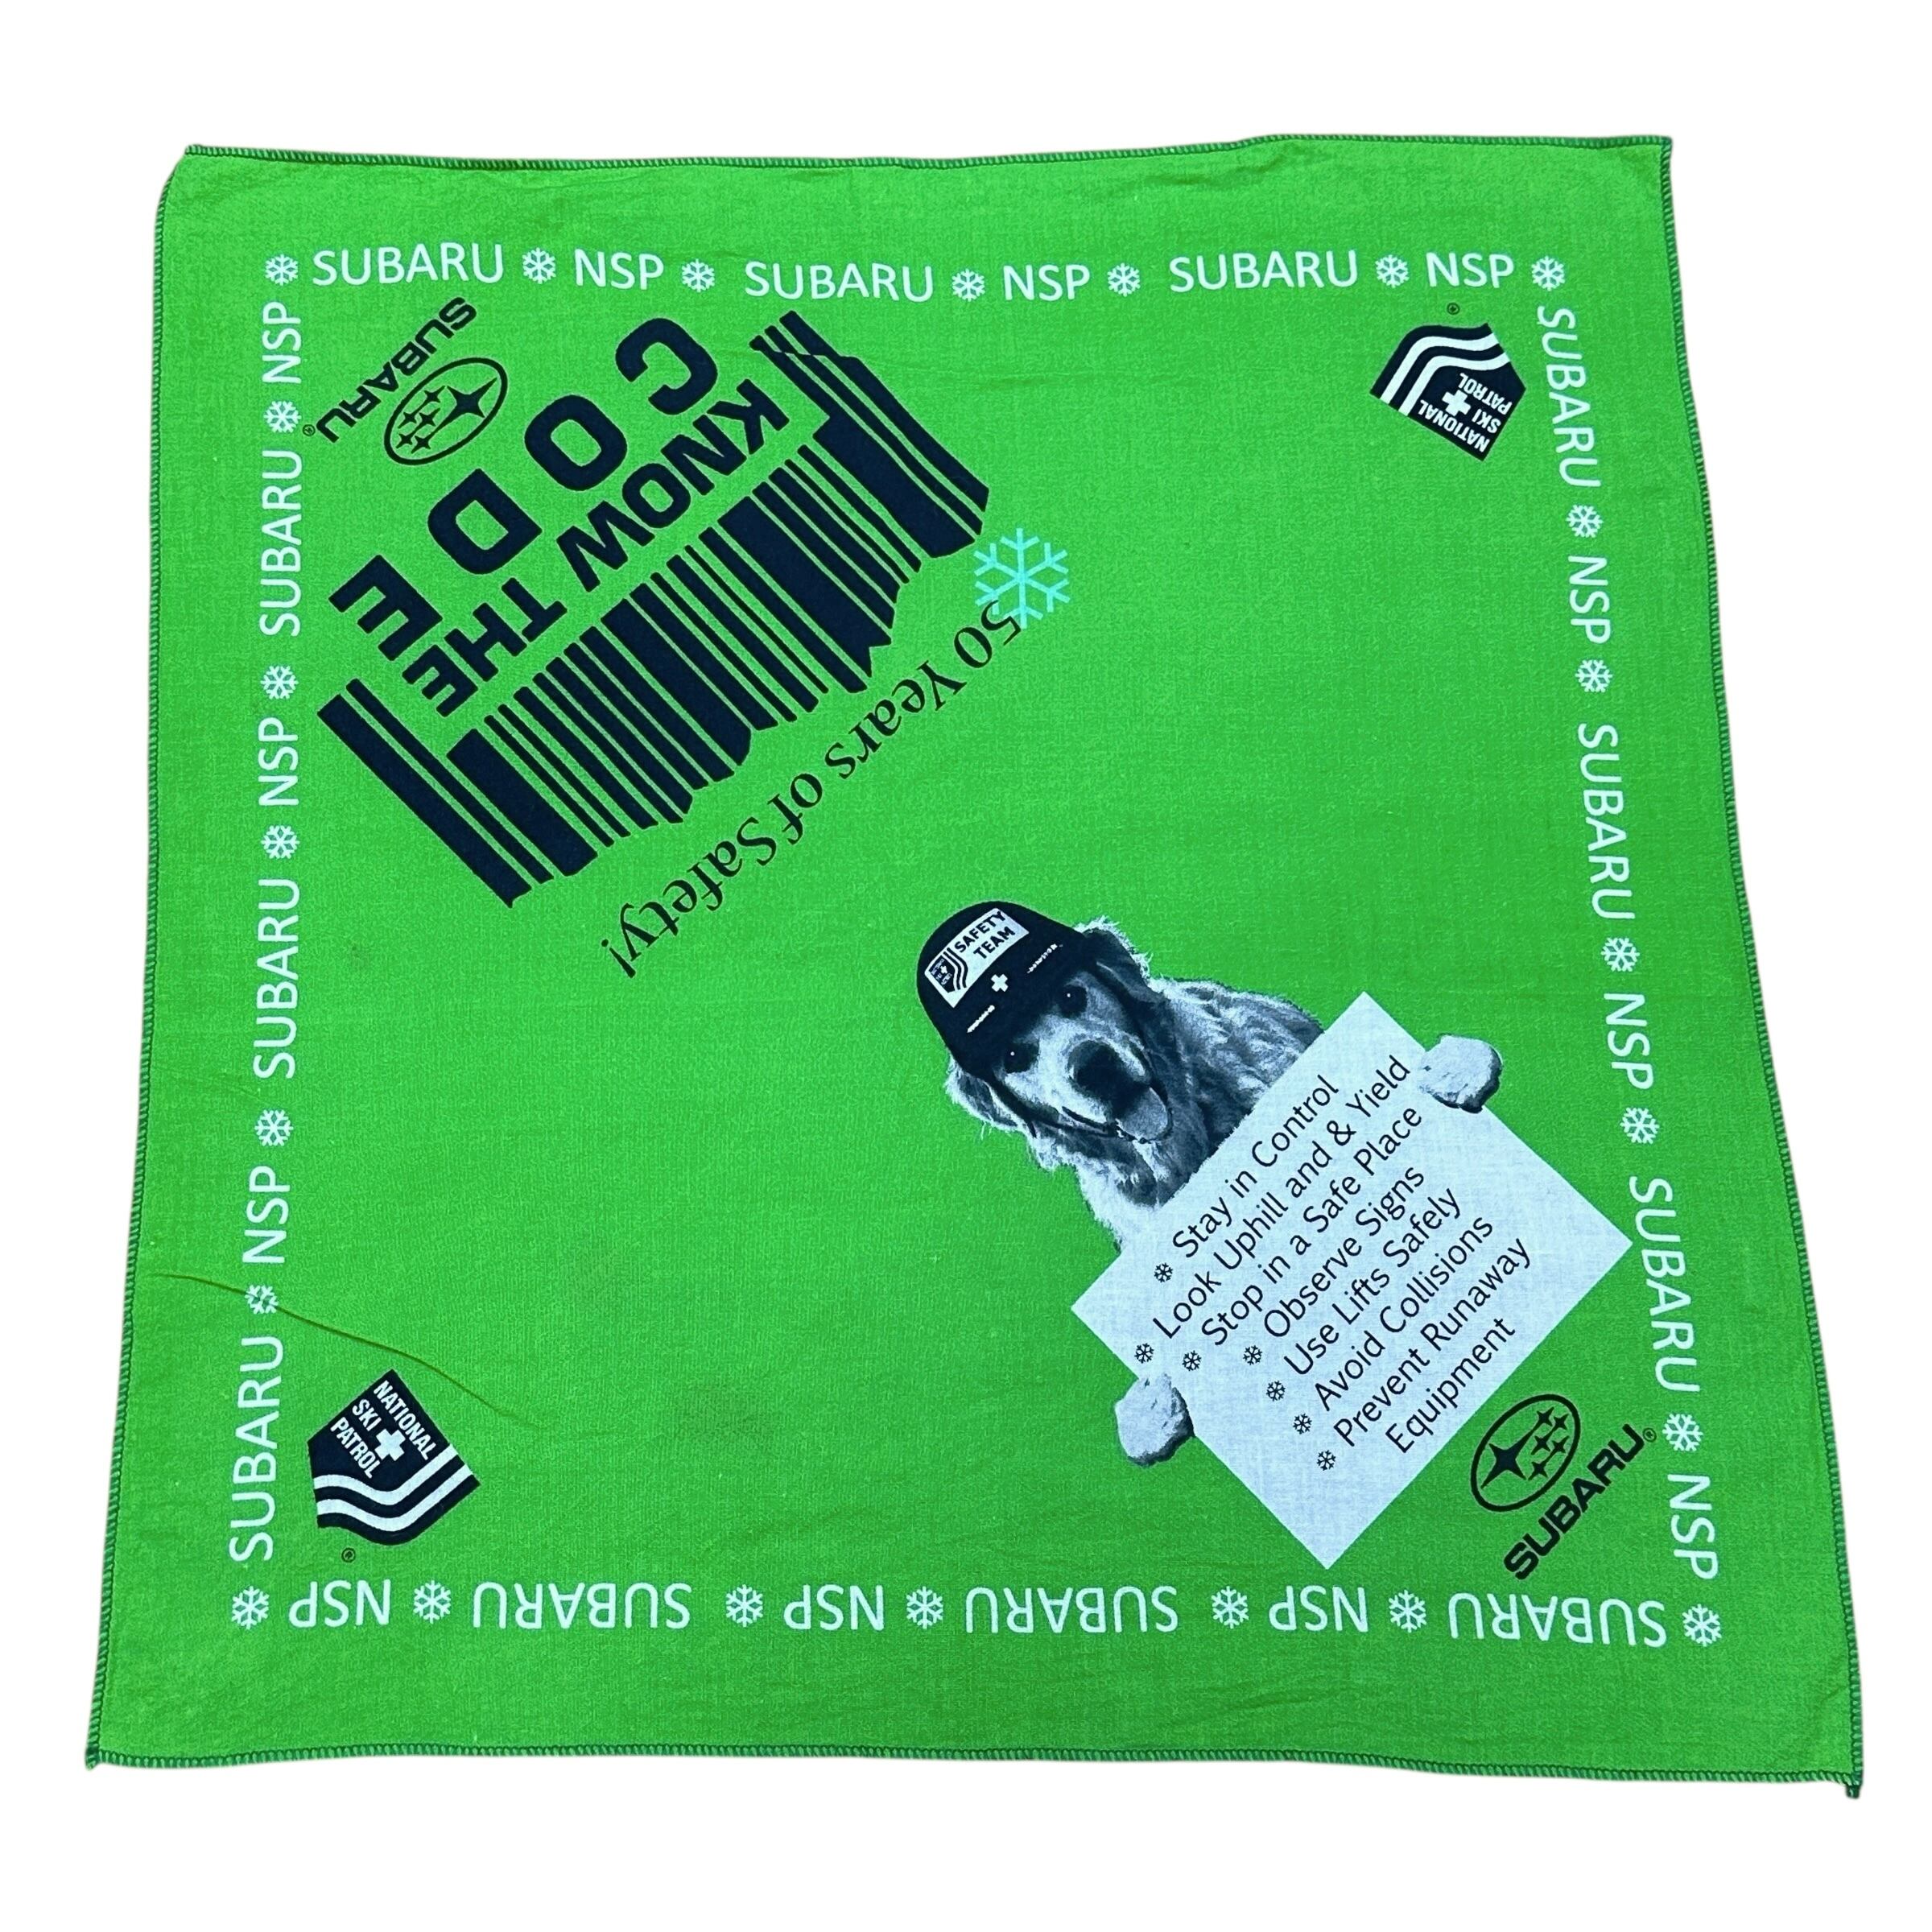 ❄ SUBARU ❄ NSP ❄ SUBARU ❄ NSP ❄ SUBARU ❄ NSP ❄
SUBARU ❄ NSP ❄ SUBARU ❄ NSP ❄ SUBARU ❄ NSP
❄ SUBARU ❄ NSP ❄ SUBARU ❄ NSP ❄ SUBARU ❄ NSP ❄
SUBARU ❄ NSP ❄ SUBARU ❄ NSP ❄ SUBARU ❄ NSP
SUBARU®
CODE
KNOW THE
50 Years of Safety!
NATIONAL
SKI
PATROL
®
SAFETY
TEAM
❄ Stay in Control
❄ Look Uphill and & Yield
❄ Stop in a Safe Place
❄ Observe Signs
❄ Use Lifts Safely
❄ Avoid Collisions
❄ Prevent Runaway
Equipment
SUBARU®
NATIONAL
SKI
PATROL
®